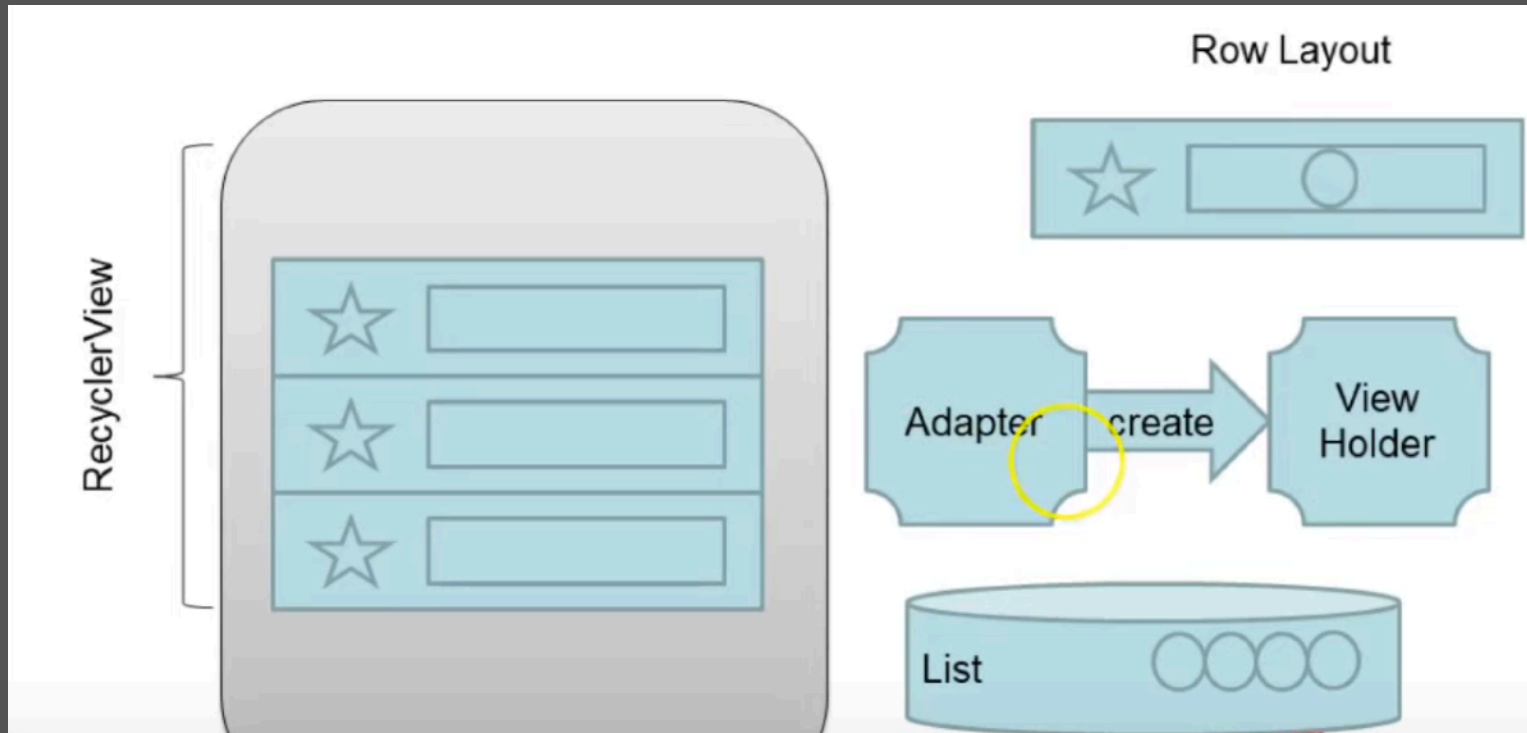 Row Layout
RecyclerView
Adapter
create
View
Holder
List